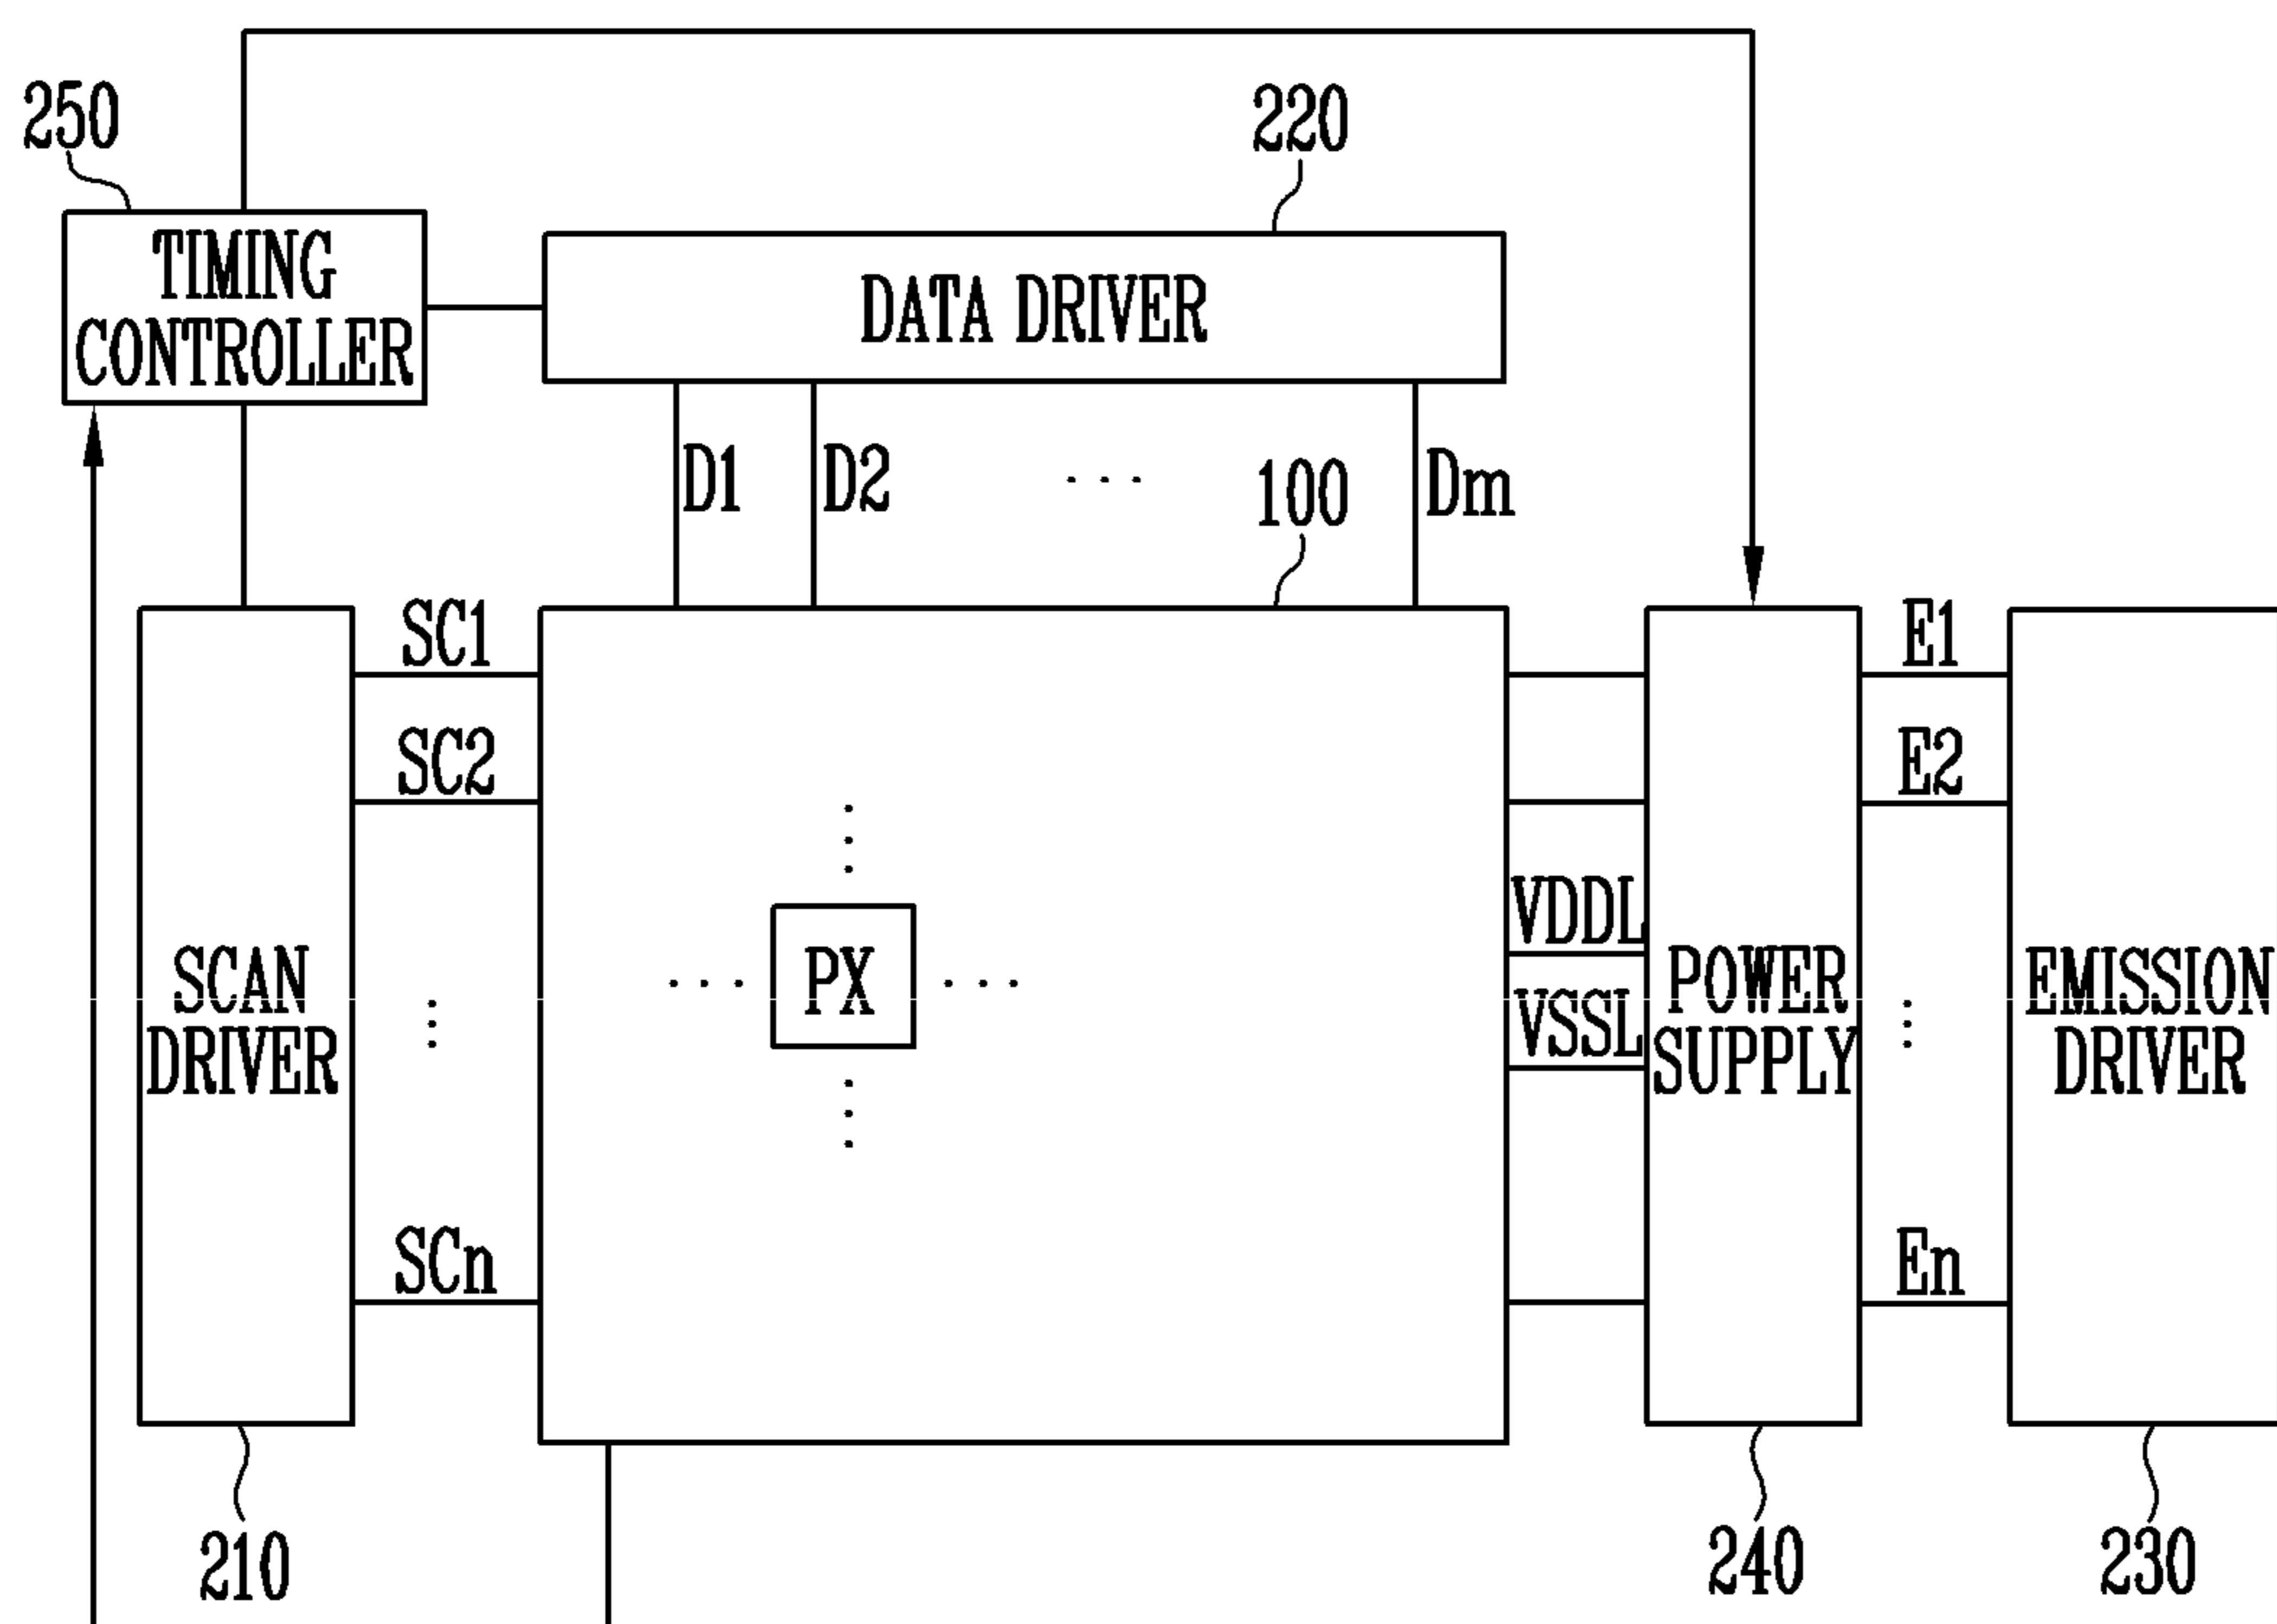 250
220
TIMING
CONTROLLER
DATA DRIVER
D1
D2
...
Dm
100
SC1
E1
SC2
E2
VDDL
SCAN
DRIVER
... PX ...
VSSL
POWER
SUPPLY
EMISSION
DRIVER
SCn
En
210
240
230